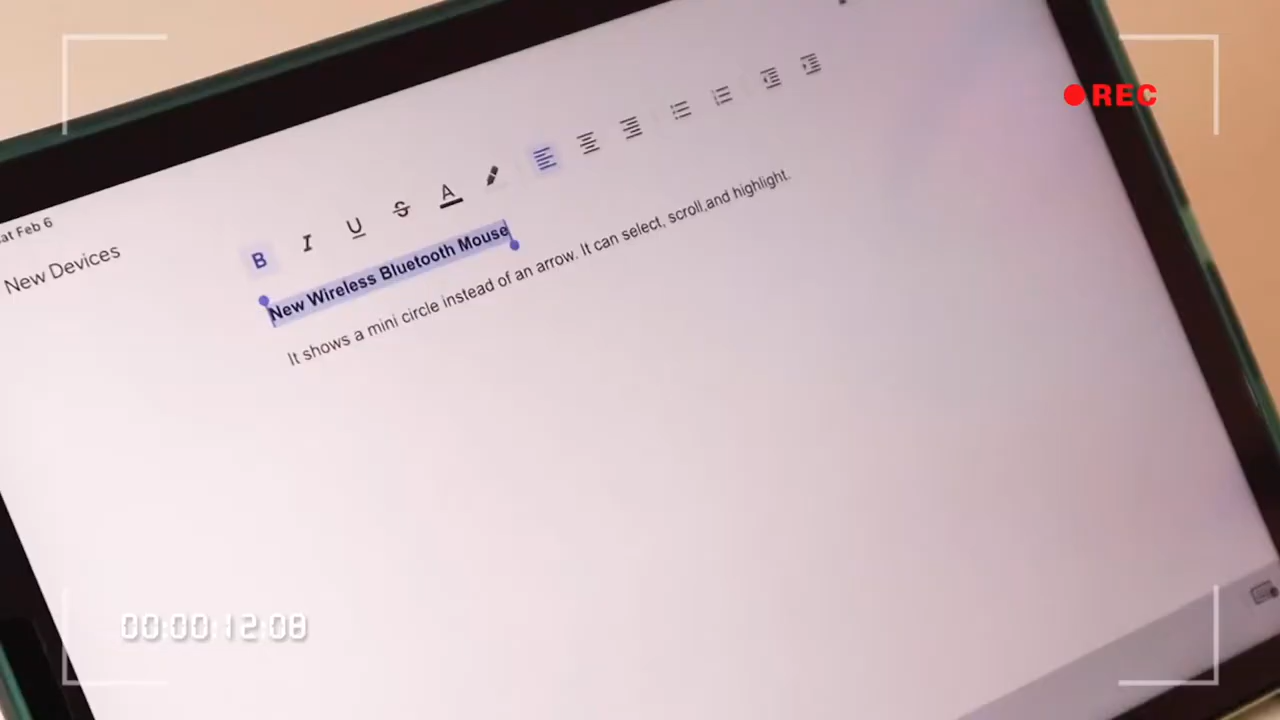 REC
Sat Feb 6
New Devices
B I U S A
New Wireless Bluetooth Mouse
It shows a mini circle instead of an arrow. It can select, scroll,and highlight.
00:00:12:08